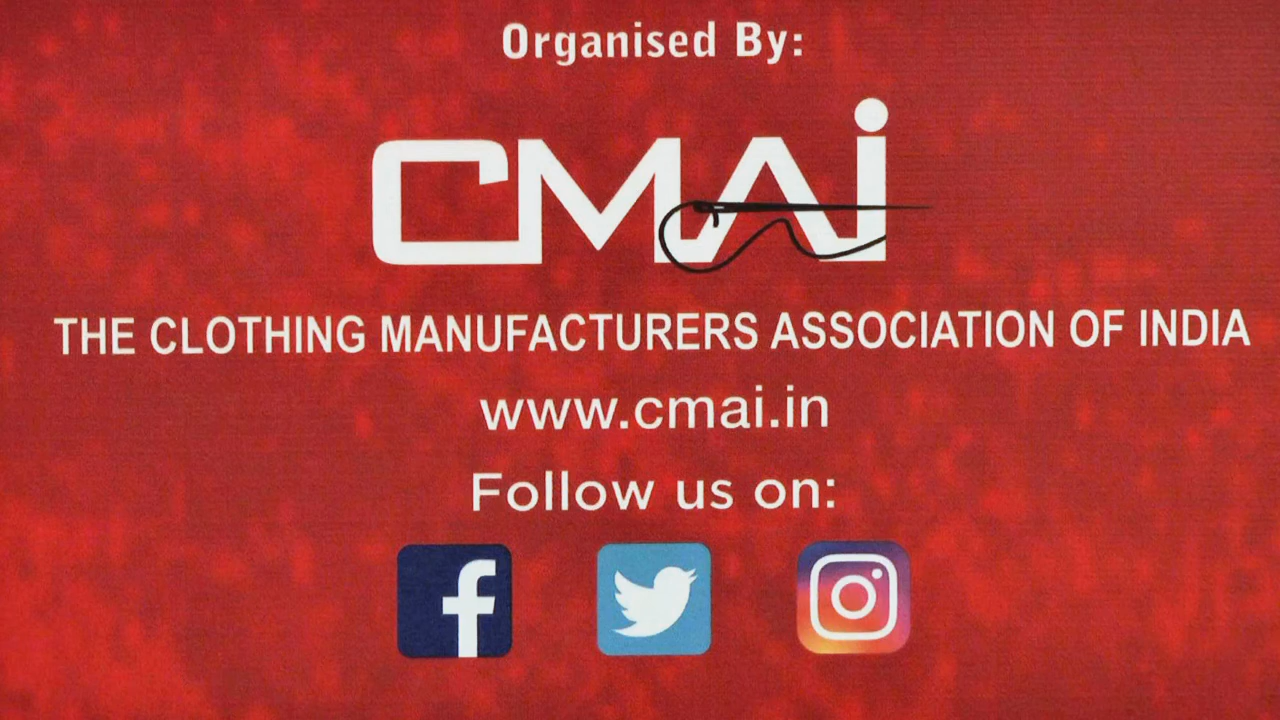 Organised By:
CMAi
THE CLOTHING MANUFACTURERS ASSOCIATION OF INDIA
www.cmai.in
Follow us on: